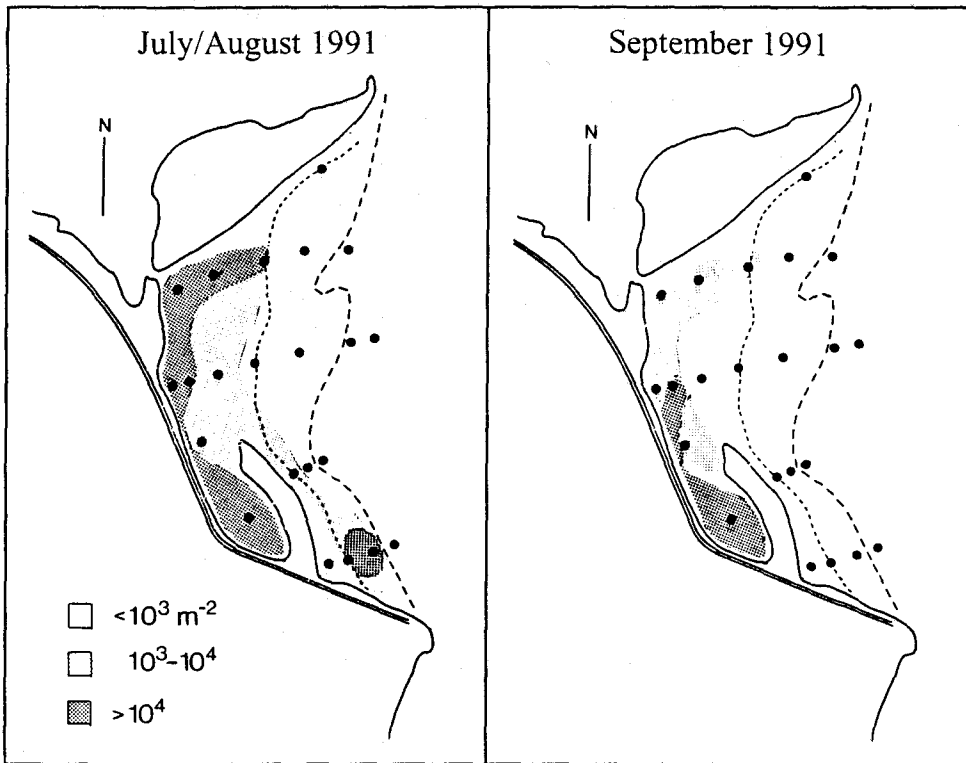 July/August 1991
N
<10³ m⁻²
10³-10⁴
>10⁴
September 1991
N